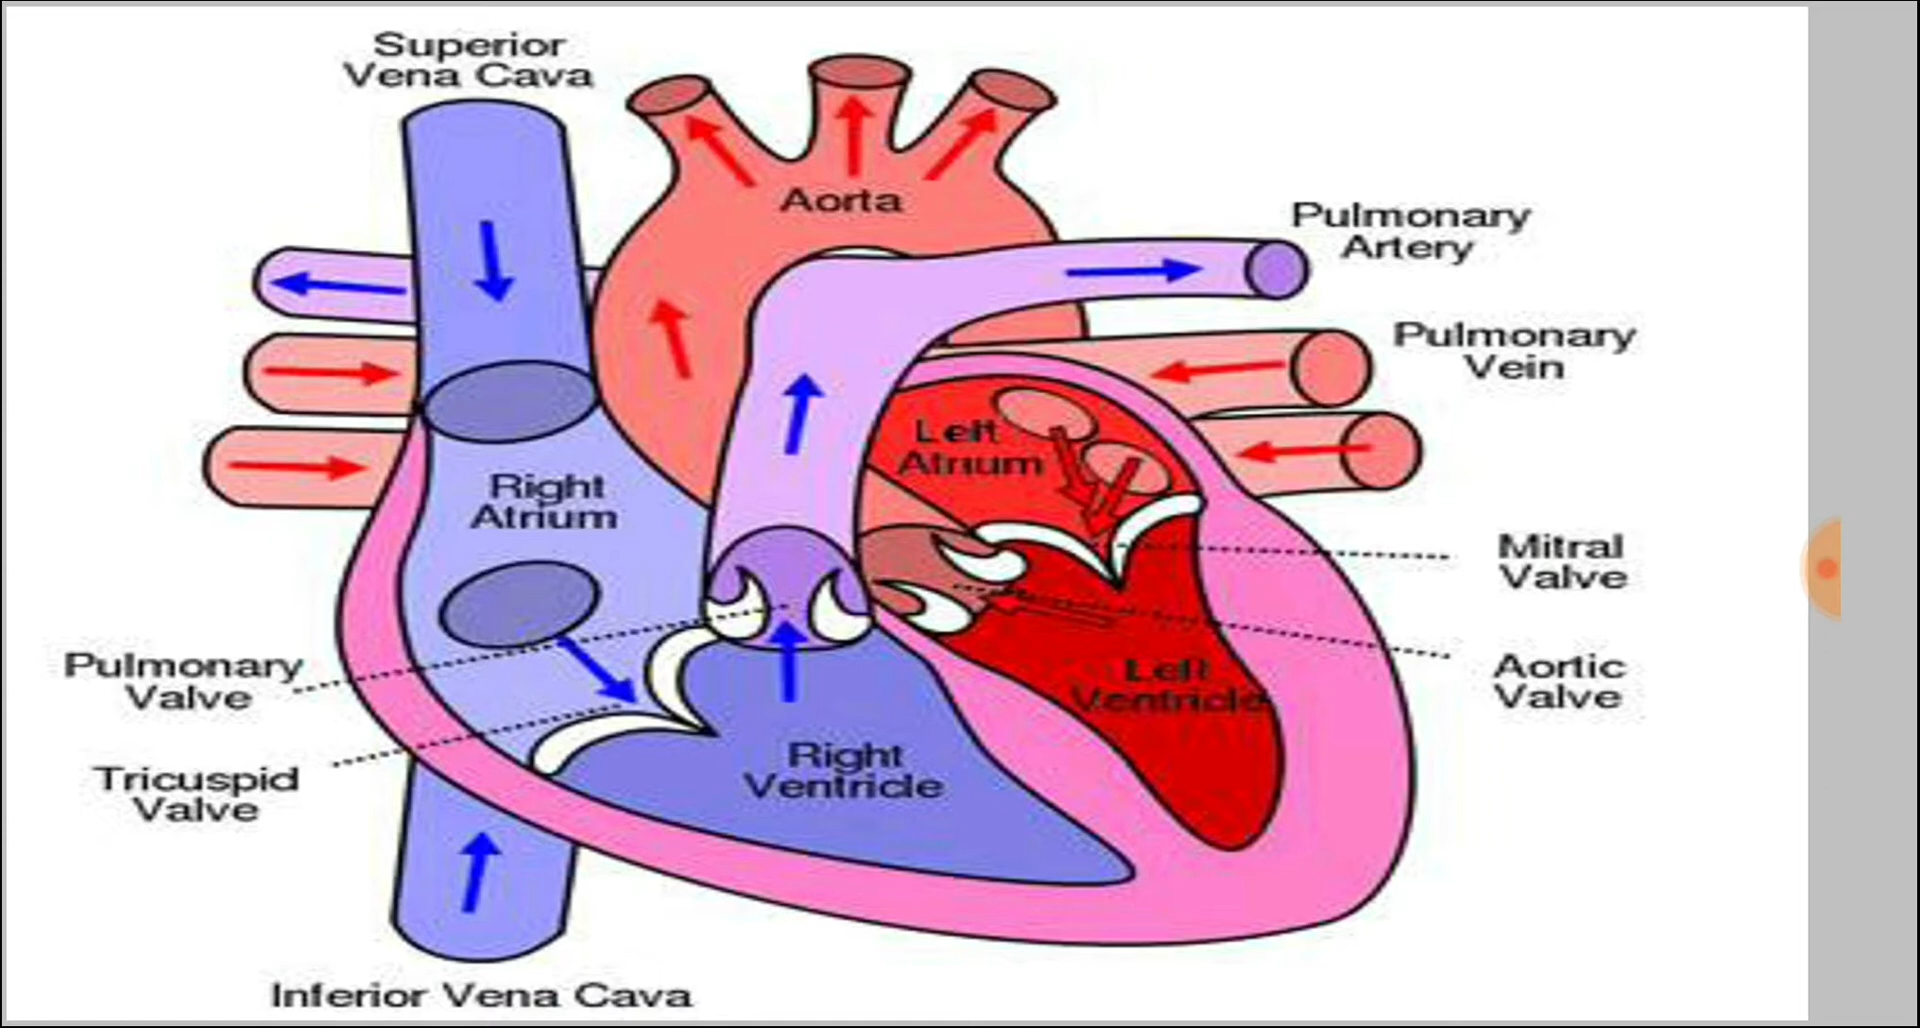 Superior
Vena Cava
Aorta
Pulmonary
Artery
Pulmonary
Vein
Left
Atrium
Right
Atrium
Mitral
Valve
Pulmonary
Valve
Aortic
Valve
Left
Ventricle
Right
Ventricle
Tricuspid
Valve
Inferior Vena Cava